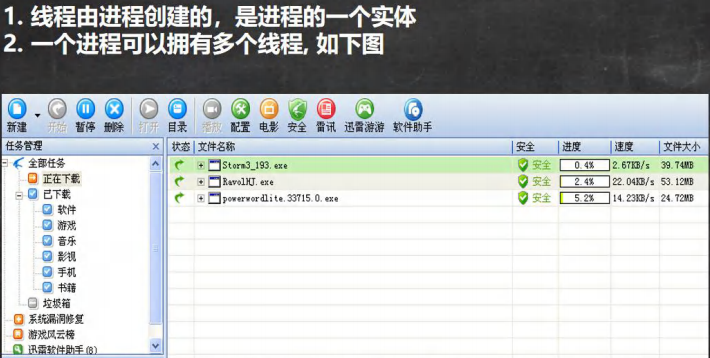 1. 线程由进程创建的，是进程的一个实体
2. 一个进程可以拥有多个线程, 如下图
新建 开始 暂停 删除 打开 目录 播放 配置 电影 安全 雷讯 迅雷游游 软件助手
任务管理 × 状态 文件名称 安全 进度 速度 文件大小
全部任务
正在下载
已下载
软件
游戏
音乐
影视
手机
书籍
垃圾箱
系统漏洞修复
游戏风云榜
迅雷软件助手(8)
Storm3_193.exe 安全 0.4% 2.67KB/s 39.74MB
RavolHJ.exe 安全 2.4% 22.04KB/s 53.12MB
powerwordlite.33715.0.exe 安全 5.2% 14.23KB/s 24.72MB